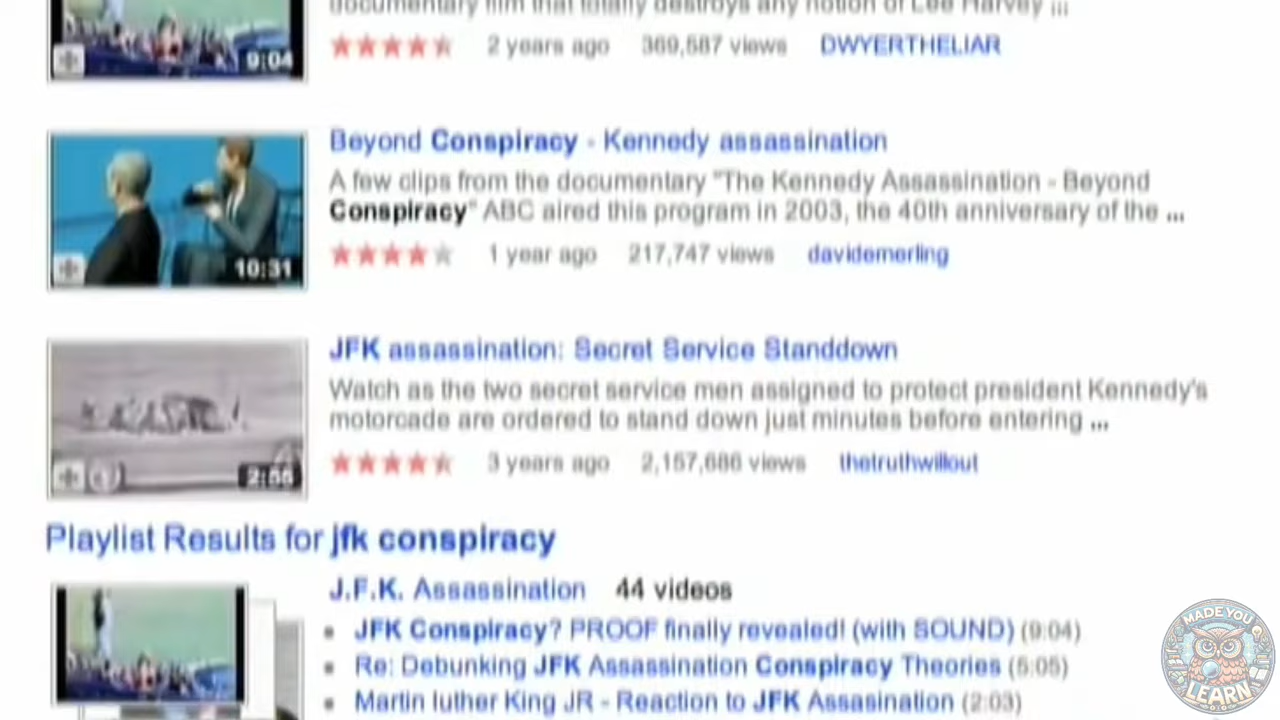 documentary film that totally destroys any notion of Lee Harvey ...
9:04
2 years ago 369,587 views DWYERTHELIAR
Beyond Conspiracy - Kennedy assassination
A few clips from the documentary "The Kennedy Assassination - Beyond
Conspiracy" ABC aired this program in 2003, the 40th anniversary of the ...
10:31
1 year ago 217,747 views davidemerling
JFK assassination: Secret Service Standdown
Watch as the two secret service men assigned to protect president Kennedy's
motorcade are ordered to stand down just minutes before entering ...
3 years ago 2,157,686 views thetruthwillout
Playlist Results for jfk conspiracy
J.F.K. Assassination 44 videos
JFK Conspiracy? PROOF finally revealed! (with SOUND) (9:04)
Re: Debunking JFK Assassination Conspiracy Theories (5:05)
Martin luther King JR - Reaction to JFK Assasination (2:03)
MADE YOU
LEARN